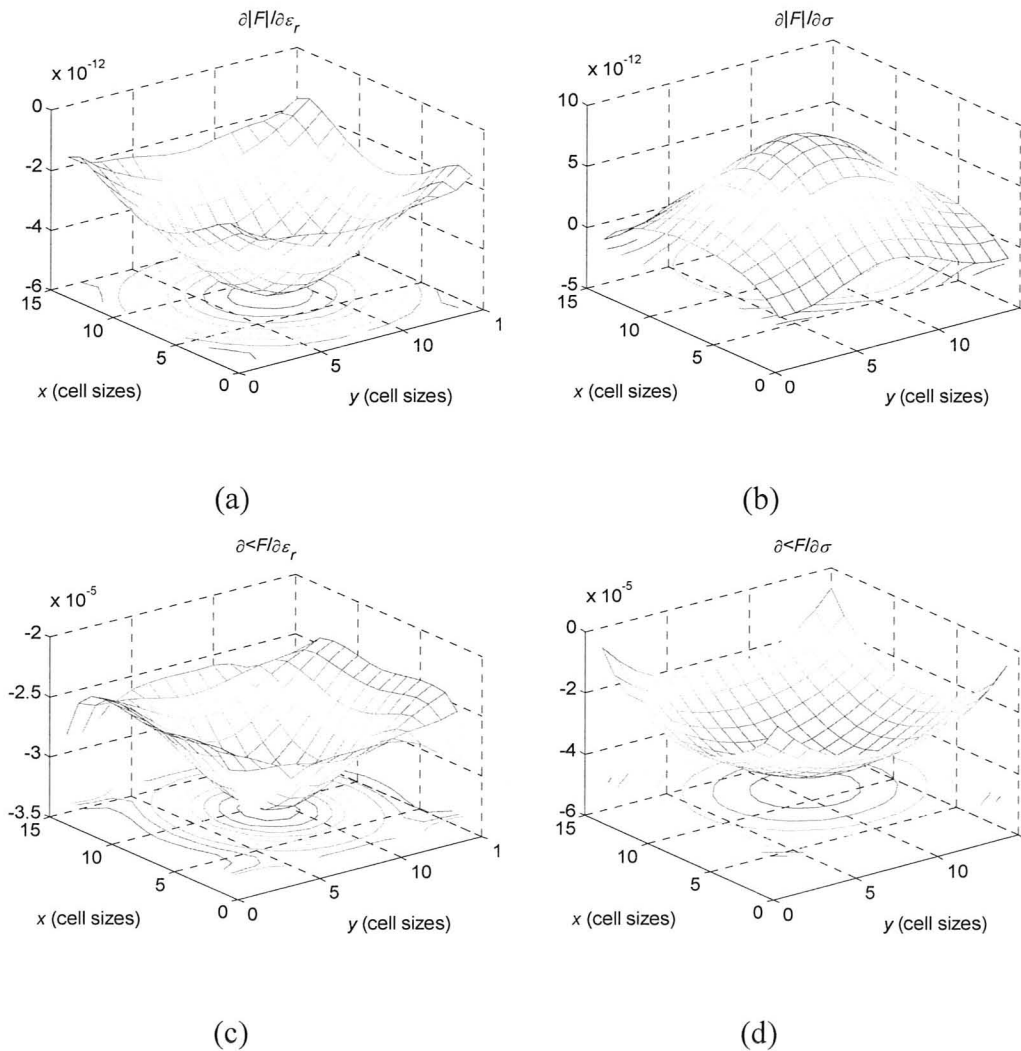 ∂|F|/∂εr
x 10-12
0
-2
-4
-6
15
10
5
0
0
5
10
1
x (cell sizes)
y (cell sizes)
(a)
∂|F|/∂σ
x 10-12
10
5
0
-5
15
10
5
0
0
5
10
x (cell sizes)
y (cell sizes)
(b)
∂<F/∂εr
x 10-5
-2
-2.5
-3
-3.5
15
10
5
0
0
5
10
1
x (cell sizes)
y (cell sizes)
(c)
∂<F/∂σ
x 10-5
0
-2
-4
-6
15
10
5
0
0
5
10
x (cell sizes)
y (cell sizes)
(d)